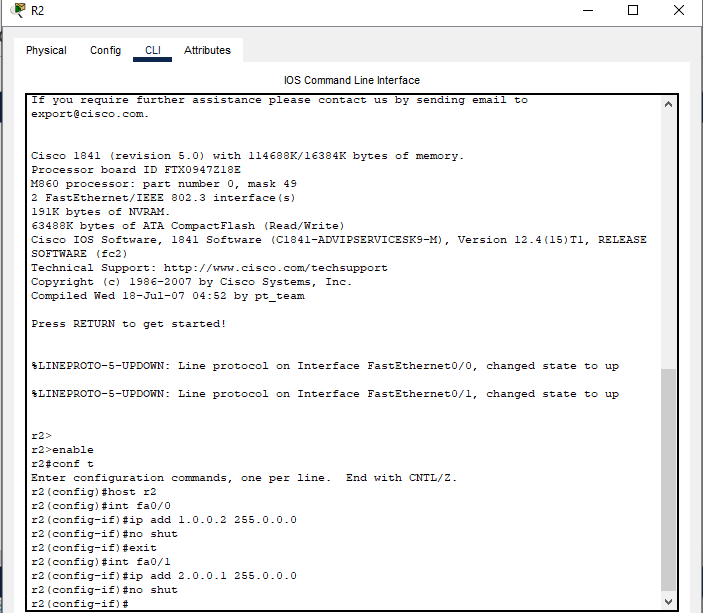 R2
Physical Config CLI Attributes
IOS Command Line Interface
If you require further assistance please contact us by sending email to
export@cisco.com.
Cisco 1841 (revision 5.0) with 114688K/16384K bytes of memory.
Processor board ID FTX0947Z18E
M860 processor: part number 0, mask 49
2 FastEthernet/IEEE 802.3 interface(s)
191K bytes of NVRAM.
63488K bytes of ATA CompactFlash (Read/Write)
Cisco IOS Software, 1841 Software (C1841-ADVIPSERVICESK9-M), Version 12.4(15)T1, RELEASE
SOFTWARE (fc2)
Technical Support: http://www.cisco.com/techsupport
Copyright (c) 1986-2007 by Cisco Systems, Inc.
Compiled Wed 18-Jul-07 04:52 by pt_team
Press RETURN to get started!
%LINEPROTO-5-UPDOWN: Line protocol on Interface FastEthernet0/0, changed state to up
%LINEPROTO-5-UPDOWN: Line protocol on Interface FastEthernet0/1, changed state to up
r2>
r2>enable
r2#conf t
Enter configuration commands, one per line.  End with CNTL/Z.
r2(config)#host r2
r2(config)#int fa0/0
r2(config-if)#ip add 1.0.0.2 255.0.0.0
r2(config-if)#no shut
r2(config-if)#exit
r2(config)#int fa0/1
r2(config-if)#ip add 2.0.0.1 255.0.0.0
r2(config-if)#no shut
r2(config-if)#